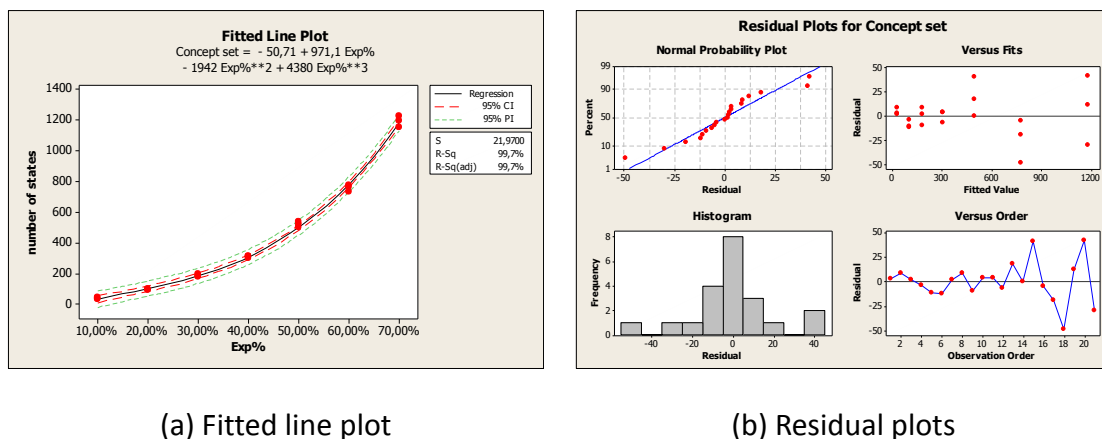 Fitted Line Plot
Concept set = - 50,71 + 971,1 Exp%
- 1942 Exp%**2 + 4380 Exp%**3
1400
1200
1000
800
600
400
200
0
number of states
10,00% 20,00% 30,00% 40,00% 50,00% 60,00% 70,00%
Exp%
Regression
95% CI
95% PI
S 21,9700
R-Sq 99,7%
R-Sq(adj) 99,7%
(a) Fitted line plot
Residual Plots for Concept set
Normal Probability Plot
99
90
50
10
1
Percent
-50 -25 0 25 50
Residual
Versus Fits
50
25
0
-25
-50
Residual
0 300 600 900 1200
Fitted Value
Histogram
8
6
4
2
0
Frequency
-40 -20 0 20 40
Residual
Versus Order
50
25
0
-25
-50
Residual
2 4 6 8 10 12 14 16 18 20
Observation Order
(b) Residual plots